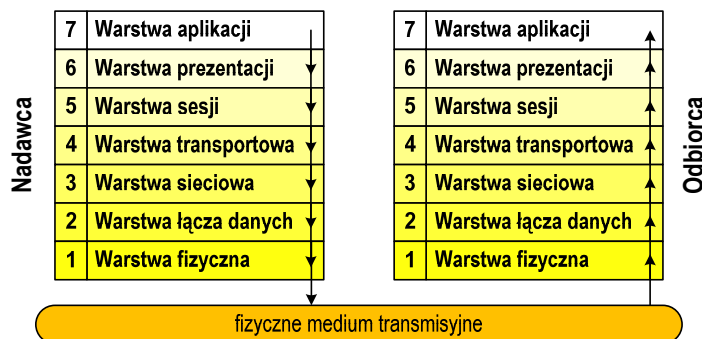 Nadawca
7 Warstwa aplikacji
6 Warstwa prezentacji
5 Warstwa sesji
4 Warstwa transportowa
3 Warstwa sieciowa
2 Warstwa łącza danych
1 Warstwa fizyczna
7 Warstwa aplikacji
6 Warstwa prezentacji
5 Warstwa sesji
4 Warstwa transportowa
3 Warstwa sieciowa
2 Warstwa łącza danych
1 Warstwa fizyczna
Odbiorca
fizyczne medium transmisyjne